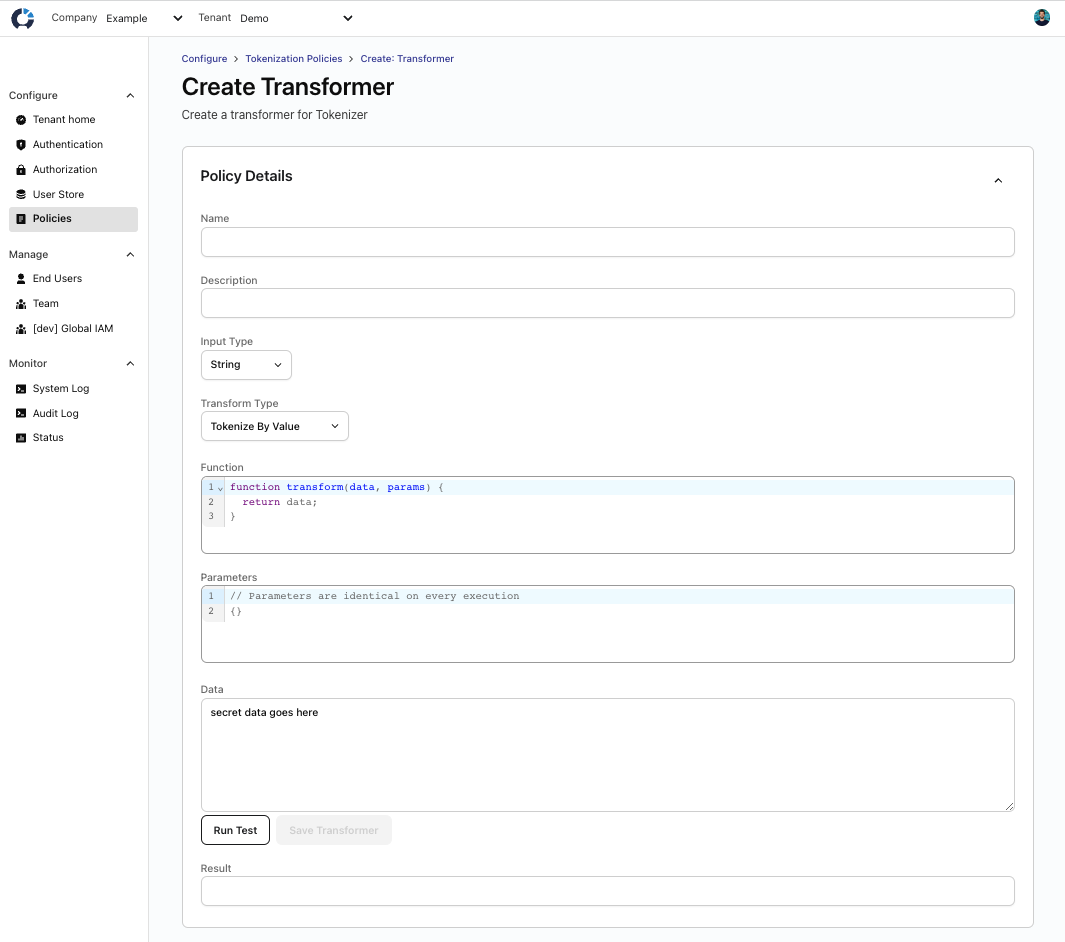 Company Example Tenant Demo
Configure
Tenant home
Authentication
Authorization
User Store
Policies
Manage
End Users
Team
[dev] Global IAM
Monitor
System Log
Audit Log
Status
Configure > Tokenization Policies > Create: Transformer
Create Transformer
Create a transformer for Tokenizer
Policy Details
Name
Description
Input Type
String
Transform Type
Tokenize By Value
Function
1 function transform(data, params) {
2 return data;
3 }
Parameters
1 // Parameters are identical on every execution
2 {}
Data
secret data goes here
Run Test Save Transformer
Result